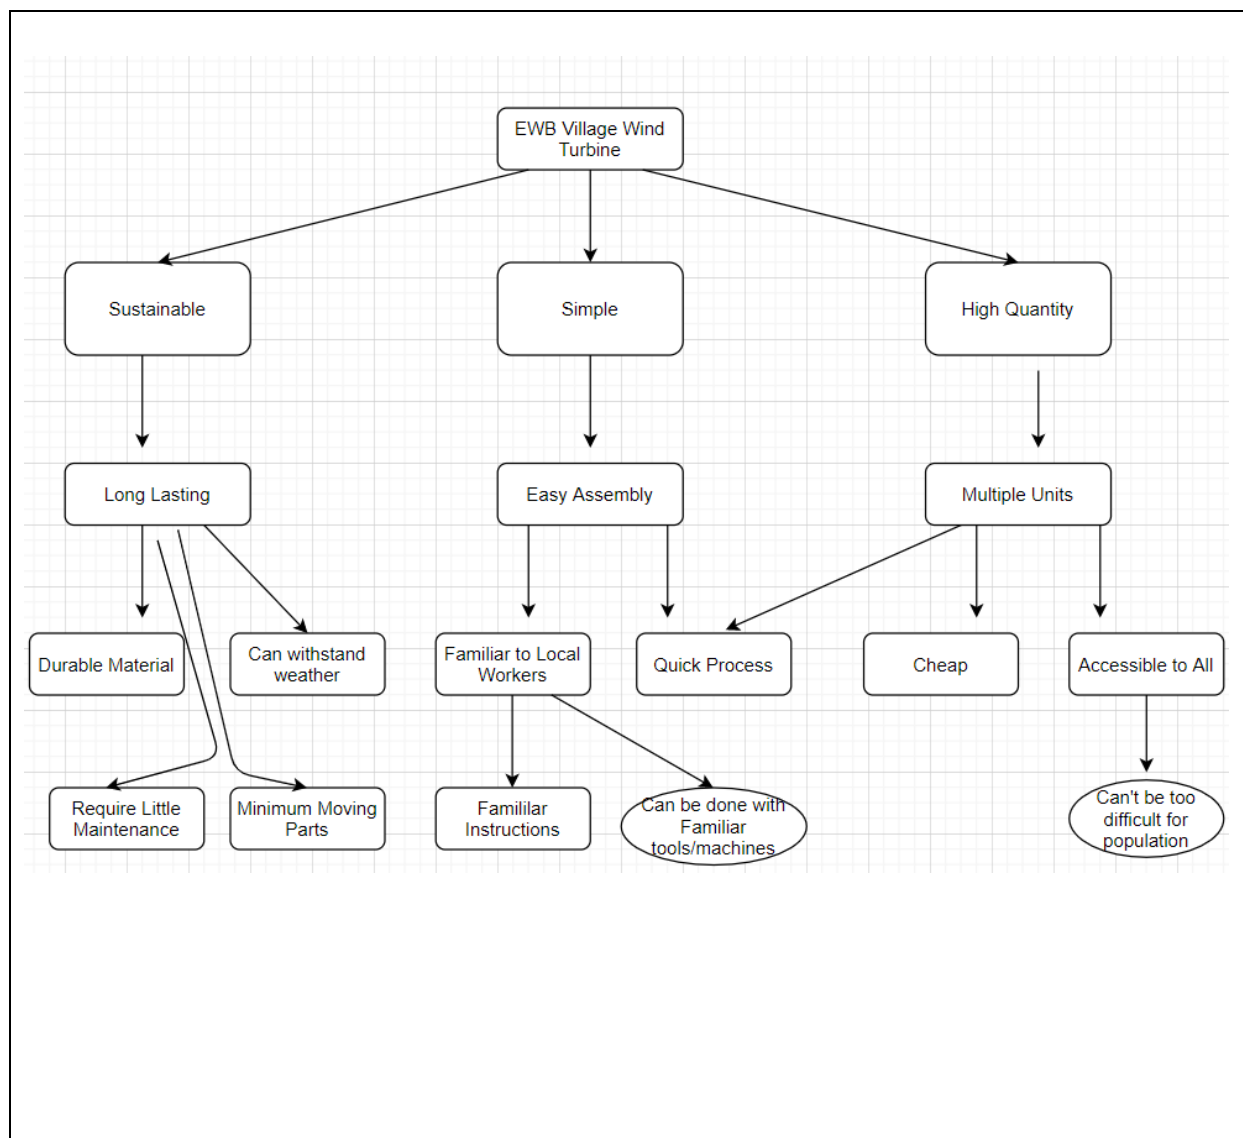 EWB Village Wind
Turbine
Sustainable
Simple
High Quantity
Long Lasting
Easy Assembly
Multiple Units
Durable Material
Can withstand
weather
Familiar to Local
Workers
Quick Process
Cheap
Accessible to All
Require Little
Maintenance
Minimum Moving
Parts
Famililar
Instructions
Can be done with
Familiar
tools/machines
Can't be too
difficult for
population